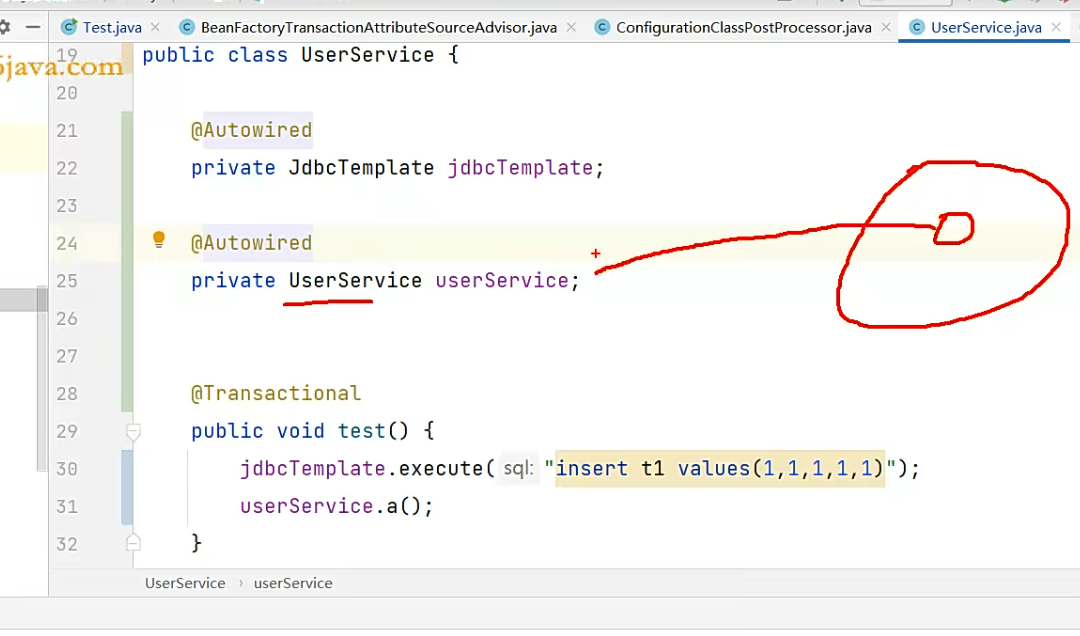 Test.java BeanFactoryTransactionAttributeSourceAdvisor.java ConfigurationClassPostProcessor.java UserService.java
19 public class UserService {
5java.com
20
21 @Autowired
22 private JdbcTemplate jdbcTemplate;
23
24 @Autowired
25 private UserService userService;
26
27
28 @Transactional
29 public void test() {
30 jdbcTemplate.execute( sql: "insert t1 values(1,1,1,1,1)");
31 userService.a();
32 }
UserService › userService